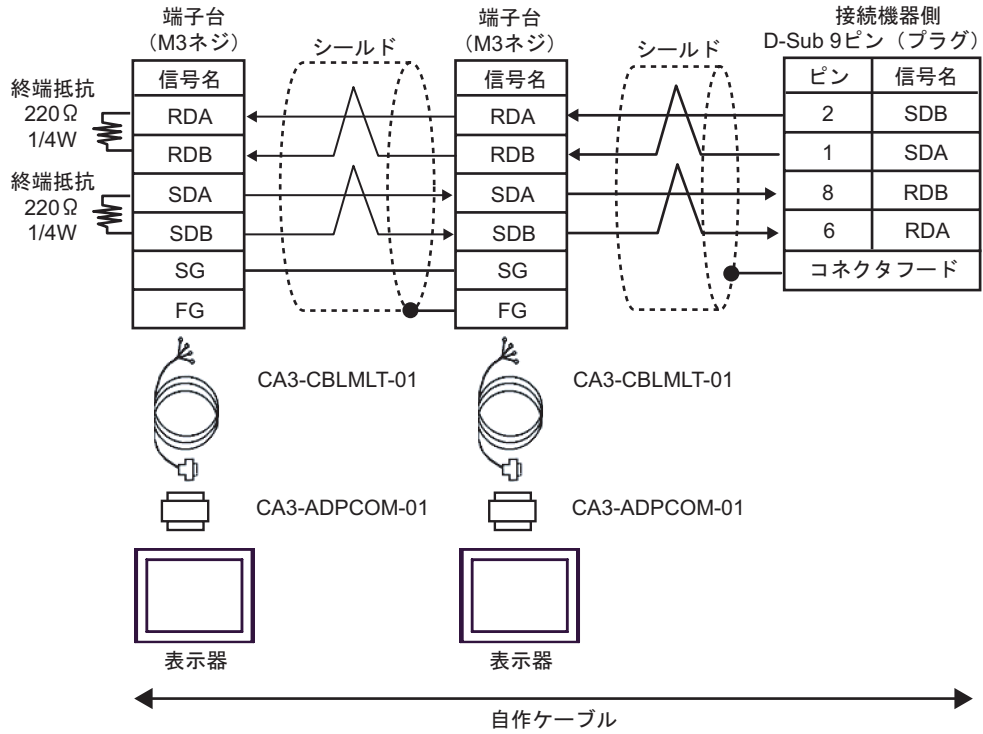 端子台
（M3ネジ）
端子台
（M3ネジ）
接続機器側
D-Sub 9ピン（プラグ）
シールド
シールド
終端抵抗
220Ω
1/4W
終端抵抗
220Ω
1/4W
信号名
RDA
RDB
SDA
SDB
SG
FG
信号名
RDA
RDB
SDA
SDB
SG
FG
ピン 信号名
2 SDB
1 SDA
8 RDB
6 RDA
コネクタフード
CA3-CBLMLT-01
CA3-CBLMLT-01
CA3-ADPCOM-01
CA3-ADPCOM-01
表示器
表示器
自作ケーブル